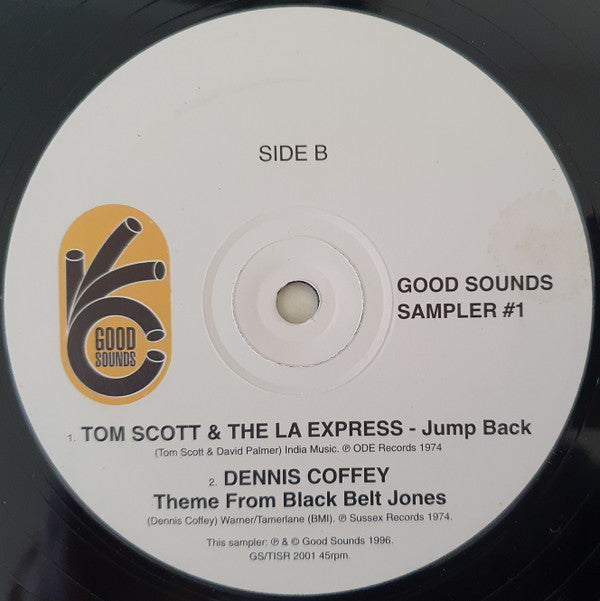 SIDE B
GOOD
SOUNDS
GOOD SOUNDS
SAMPLER #1
1. TOM SCOTT & THE LA EXPRESS - Jump Back
(Tom Scott & David Palmer) India Music. ℗ ODE Records 1974
2. DENNIS COFFEY
Theme From Black Belt Jones
(Dennis Coffey) Warner/Tamerlane (BMI). ℗ Sussex Records 1974.
This sampler: ℗ & © Good Sounds 1996.
GS/TISR 2001 45rpm.